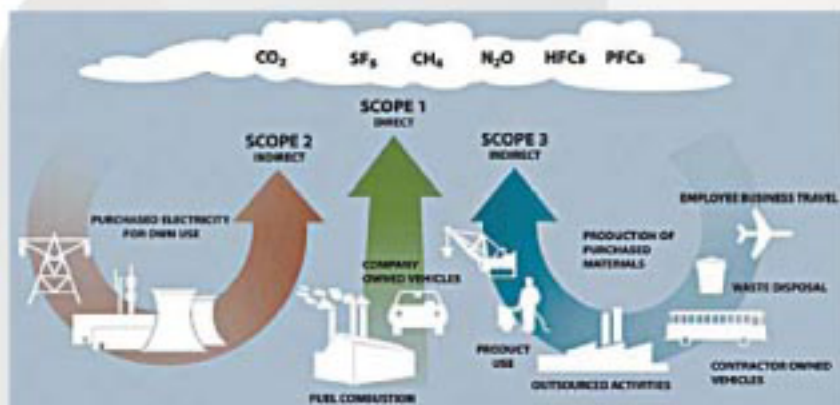 CO₂ SF₆ CH₄ N₂O HFCs PFCs
SCOPE 1
DIRECT
SCOPE 2
INDIRECT
SCOPE 3
INDIRECT
PURCHASED ELECTRICITY
FOR OWN USE
COMPANY
OWNED VEHICLES
FUEL COMBUSTION
EMPLOYEE BUSINESS TRAVEL
PRODUCTION OF
PURCHASED
MATERIALS
WASTE DISPOSAL
PRODUCT
USE
OUTSOURCED ACTIVITIES
CONTRACTOR OWNED
VEHICLES